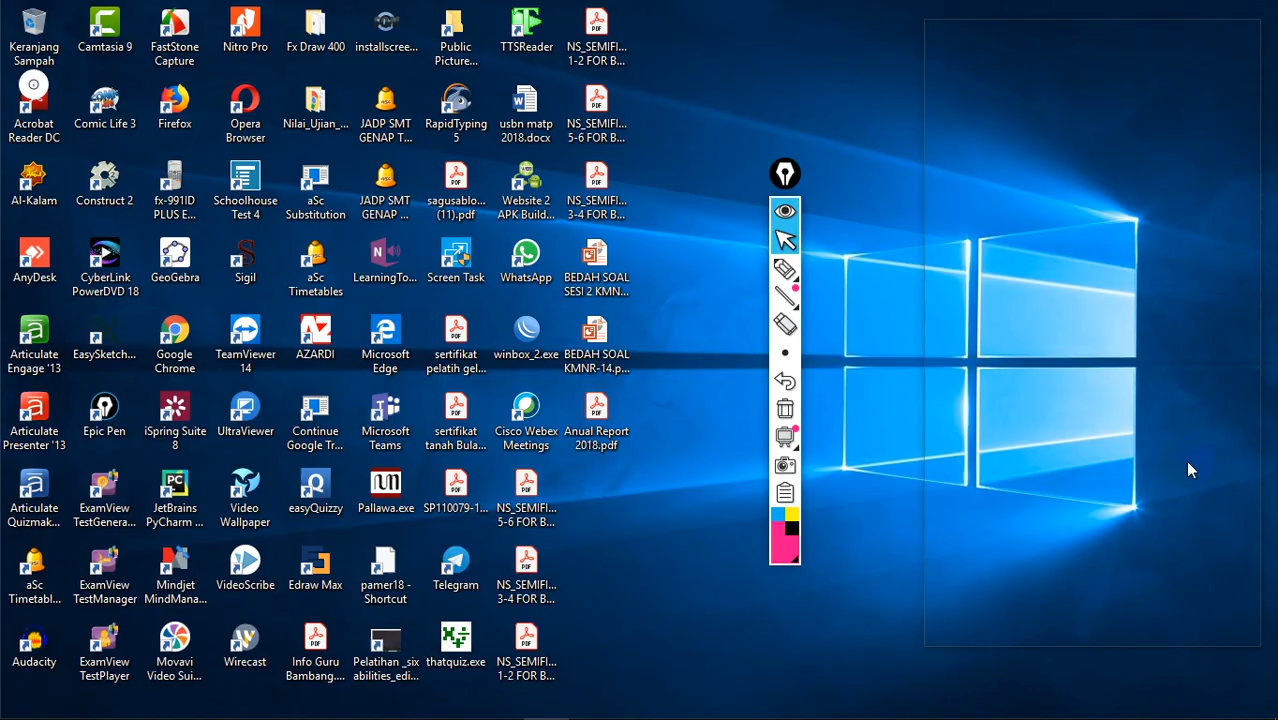 Keranjang
Sampah
Camtasia 9
FastStone
Capture
Nitro Pro
Fx Draw 400
installscree...
Public
Picture...
TTSReader
NS_SEMIFI...
1-2 FOR B...
Acrobat
Reader DC
Comic Life 3
Firefox
Opera
Browser
Nilai_Ujian_...
JADP SMT
GENAP T...
RapidTyping
5
usbn matp
2018.docx
NS_SEMIFI...
5-6 FOR B...
Al-Kalam
Construct 2
fx-991ID
PLUS E...
Schoolhouse
Test 4
aSc
Substitution
JADP SMT
GENAP ...
sagusablo...
(11).pdf
Website 2
APK Build...
NS_SEMIFI...
3-4 FOR B...
AnyDesk
CyberLink
PowerDVD 18
GeoGebra
Sigil
aSc
Timetables
LearningTo...
Screen Task
WhatsApp
BEDAH SOAL
SESI 2 KMN...
Articulate
Engage '13
EasySketch...
Google
Chrome
TeamViewer
14
AZARDI
Microsoft
Edge
sertifikat
pelatih gel...
winbox_2.exe
BEDAH SOAL
KMNR-14.p...
Articulate
Presenter '13
Epic Pen
iSpring Suite
8
UltraViewer
Continue
Google Tr...
Microsoft
Teams
sertifikat
tanah Bula...
Cisco Webex
Meetings
Anual Report
2018.pdf
Articulate
Quizmak...
ExamView
TestGenera...
JetBrains
PyCharm ...
Video
Wallpaper
easyQuizzy
Pallawa.exe
SP110079-1...
NS_SEMIFI...
5-6 FOR B...
aSc
Timetabl...
ExamView
TestManager
Mindjet
MindMana...
VideoScribe
Edraw Max
pamer18 -
Shortcut
Telegram
NS_SEMIFI...
3-4 FOR B...
Audacity
ExamView
TestPlayer
Movavi
Video Sui...
Wirecast
Info Guru
Bambang....
Pelatihan _six
abilities_edi...
thatquiz.exe
NS_SEMIFI...
1-2 FOR B...